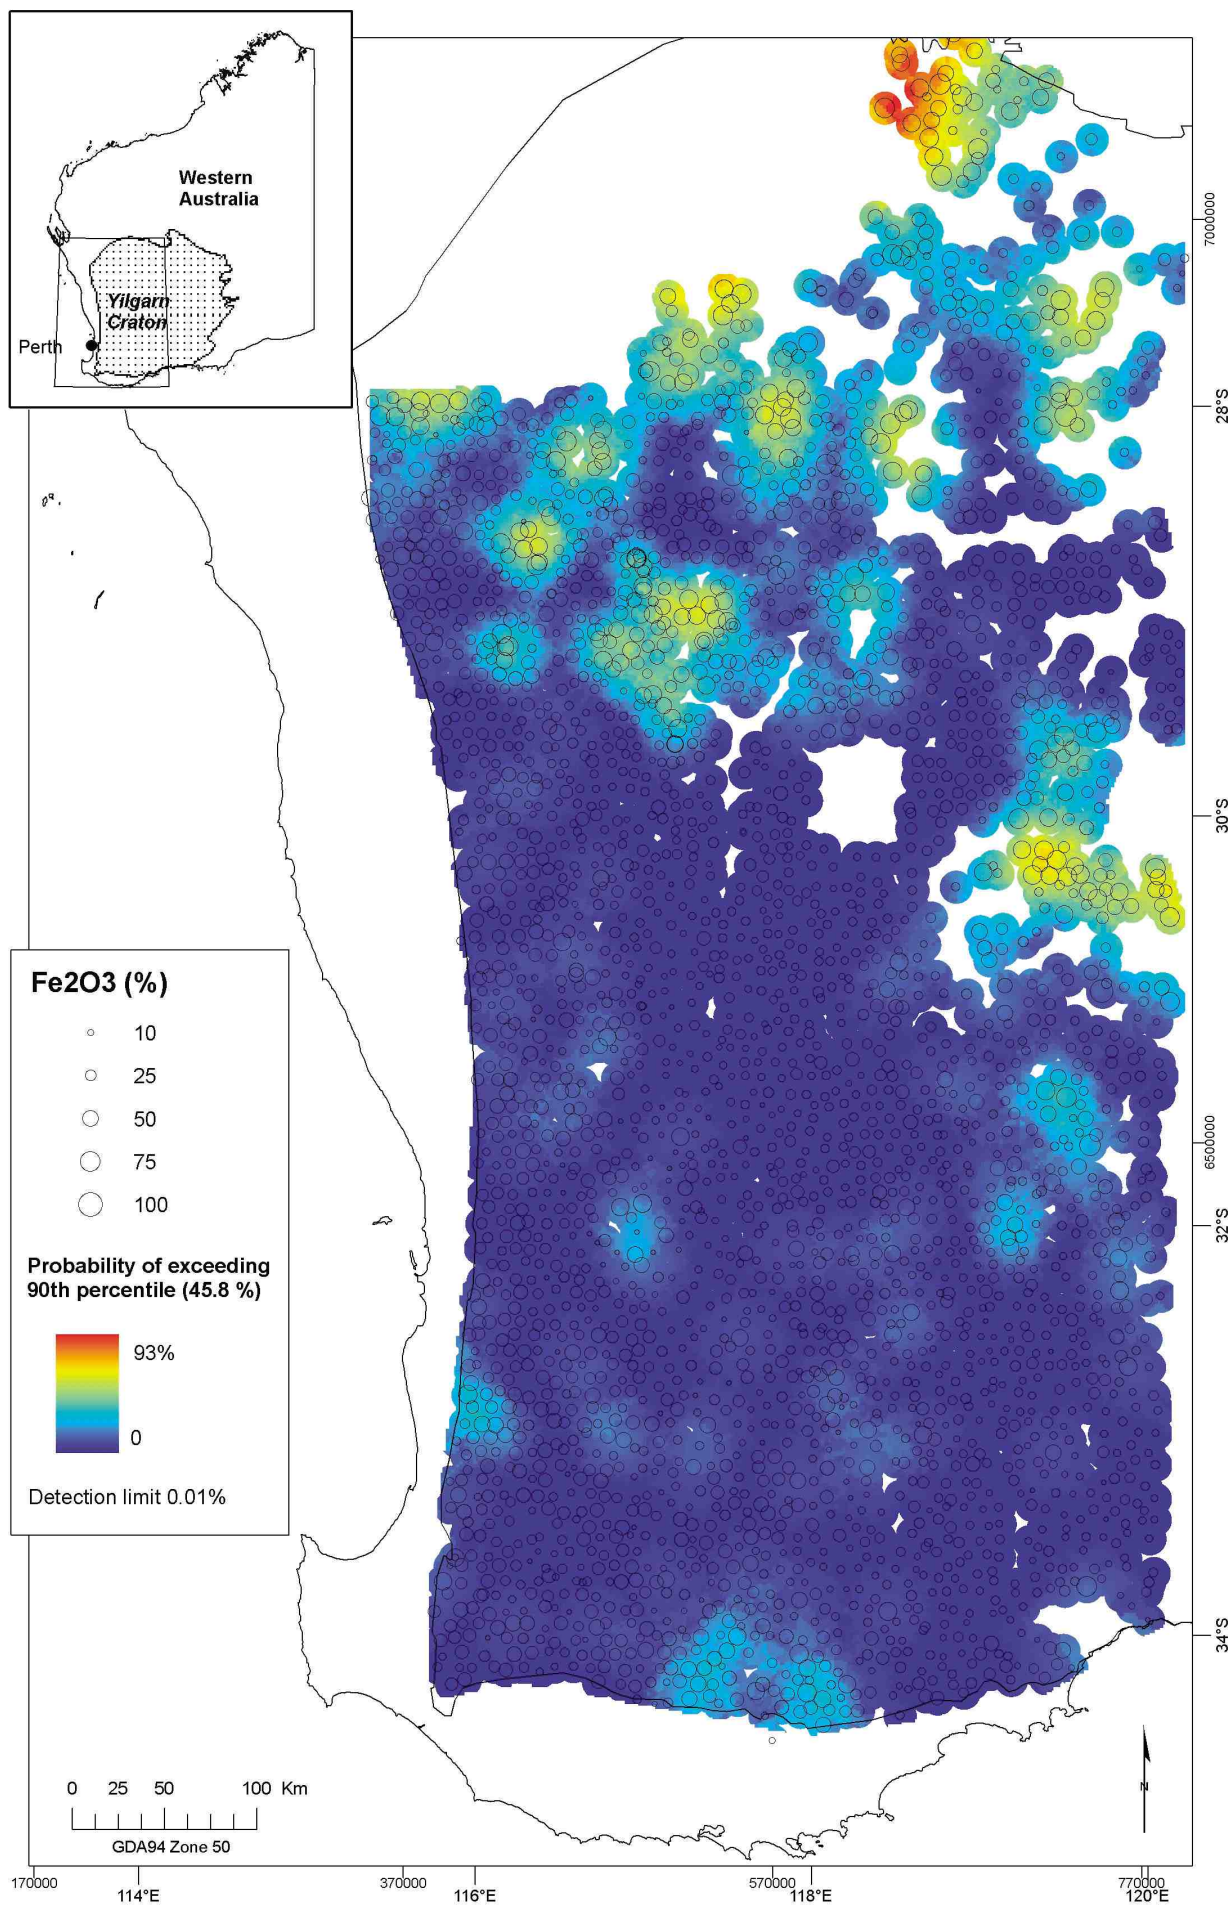 Western
Australia
Yilgarn
Craton
Perth
7000000
28°S
30°S
6500000
32°S
34°S
Fe2O3 (%)
10
25
50
75
100
Probability of exceeding
90th percentile (45.8 %)
93%
0
Detection limit 0.01%
0 25 50 100 Km
GDA94 Zone 50
N
170000 370000 570000 770000
114°E 116°E 118°E 120°E